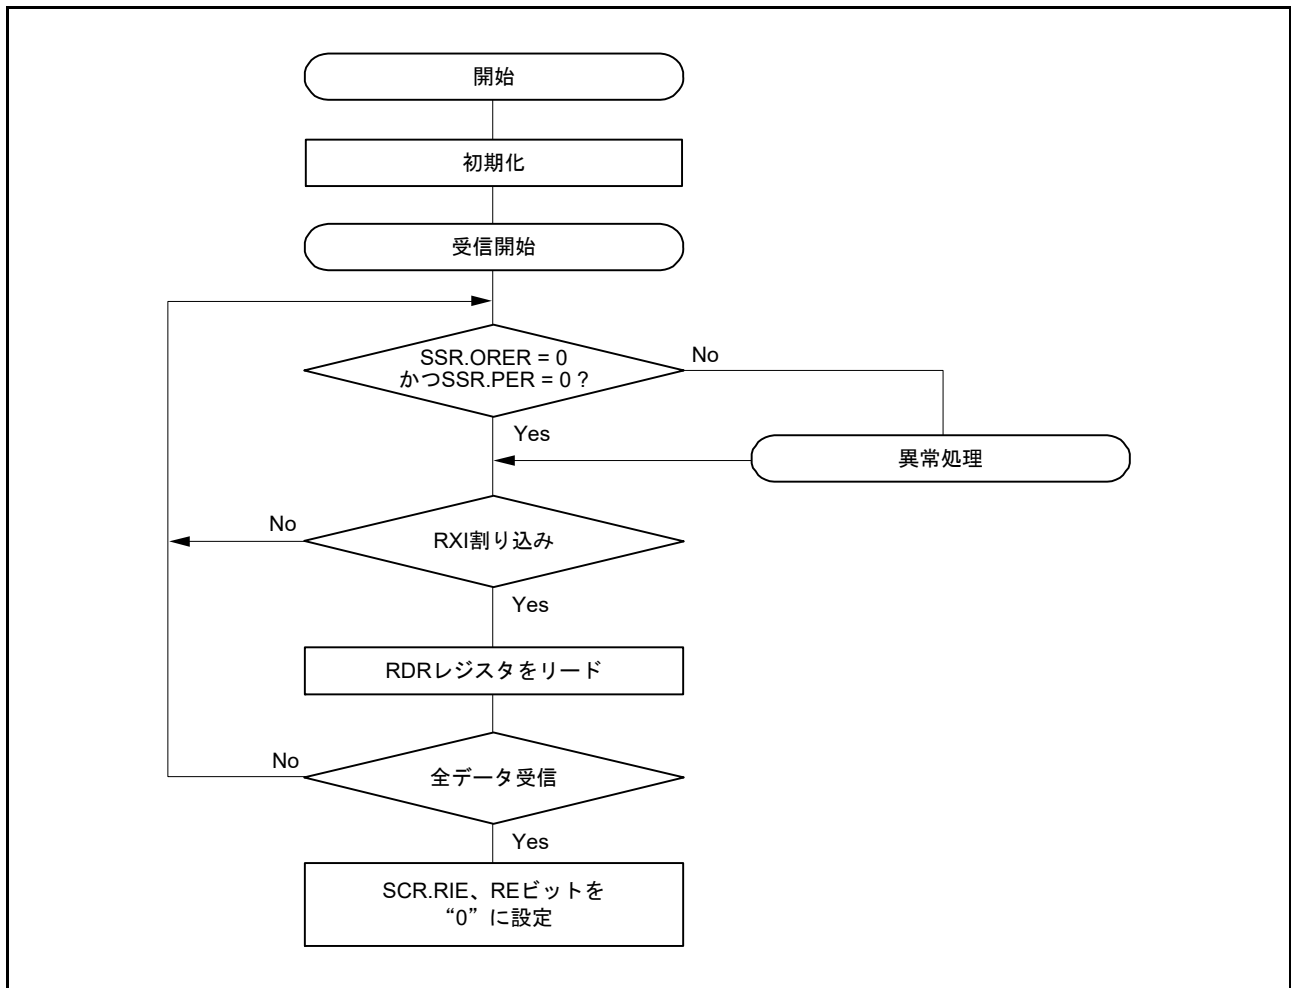 開始
初期化
受信開始
SSR.ORER = 0
かつSSR.PER = 0 ?
No
Yes
異常処理
No
RXI割り込み
Yes
RDRレジスタをリード
No
全データ受信
Yes
SCR.RIE、REビットを
“0”に設定